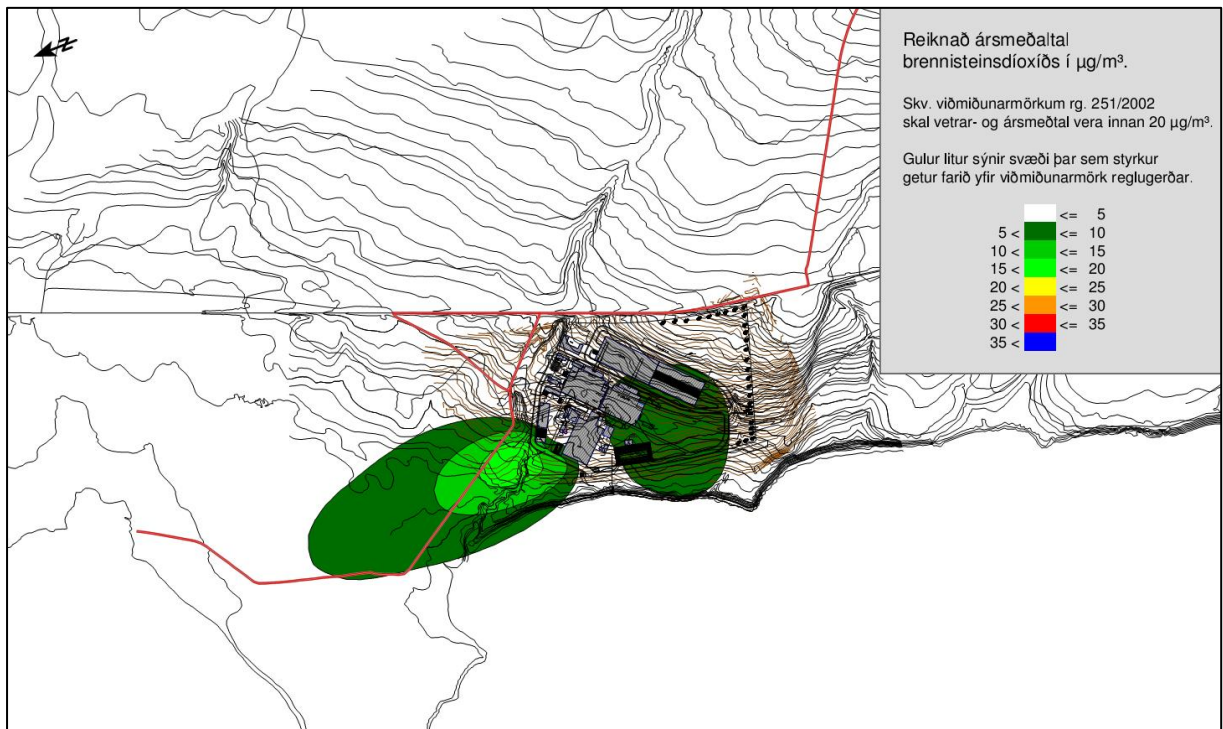 N
Reiknað ársmeðaltal
brennisteinsdíoxíðs í µg/m³.
Skv. viðmiðunarmörkum rg. 251/2002
skal vetrar- og ársmeðtal vera innan 20 µg/m³.
Gulur litur sýnir svæði þar sem styrkur
getur farið yfir viðmiðunarmörk reglugerðar.
<= 5
5 < <= 10
10 < <= 15
15 < <= 20
20 < <= 25
25 < <= 30
30 < <= 35
35 <